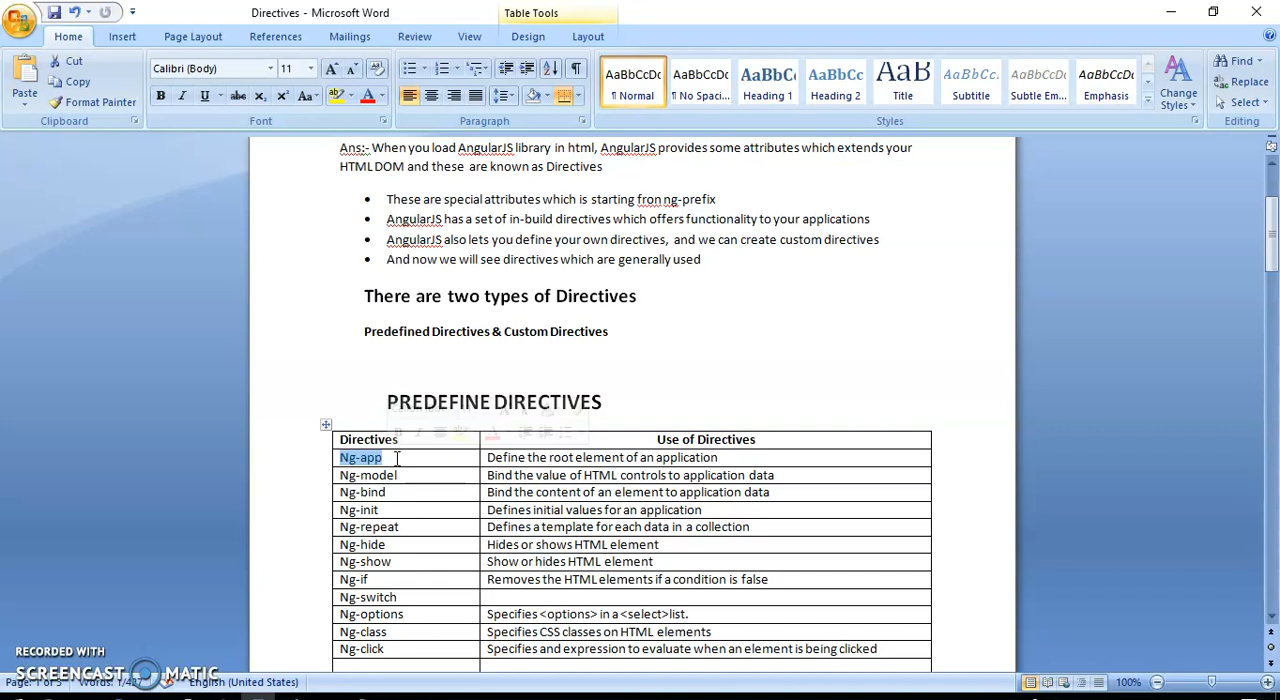 Directives - Microsoft Word
Table Tools
Home Insert Page Layout References Mailings Review View Design Layout
Cut
Calibri (Body) 11
Find
Copy
AaBbCcDc AaBbCcDc AaBbC AaBbCc AaB AaBbCc. AaBbCcDc AaBbCcDc
Replace
Paste
Format Painter
¶ Normal ¶ No Spaci... Heading 1 Heading 2 Title Subtitle Subtle Em... Emphasis
Change Styles
Select
Clipboard Font Paragraph Styles Editing
Ans:- When you load AngularJS library in html, AngularJS provides some attributes which extends your
HTML DOM and these are known as Directives
• These are special attributes which is starting fron ng-prefix
• AngularJS has a set of in-build directives which offers functionality to your applications
• AngularJS also lets you define your own directives, and we can create custom directives
• And now we will see directives which are generally used
There are two types of Directives
Predefined Directives & Custom Directives
PREDEFINE DIRECTIVES
Directives Use of Directives
Ng-app Define the root element of an application
Ng-model Bind the value of HTML controls to application data
Ng-bind Bind the content of an element to application data
Ng-init Defines initial values for an application
Ng-repeat Defines a template for each data in a collection
Ng-hide Hides or shows HTML element
Ng-show Show or hides HTML element
Ng-if Removes the HTML elements if a condition is false
Ng-switch
Ng-options Specifies <options> in a <select>list.
Ng-class Specifies CSS classes on HTML elements
Ng-click Specifies and expression to evaluate when an element is being clicked
RECORDED WITH
SCREENCAST MATIC
Words: 1/437 English (United States) 100%